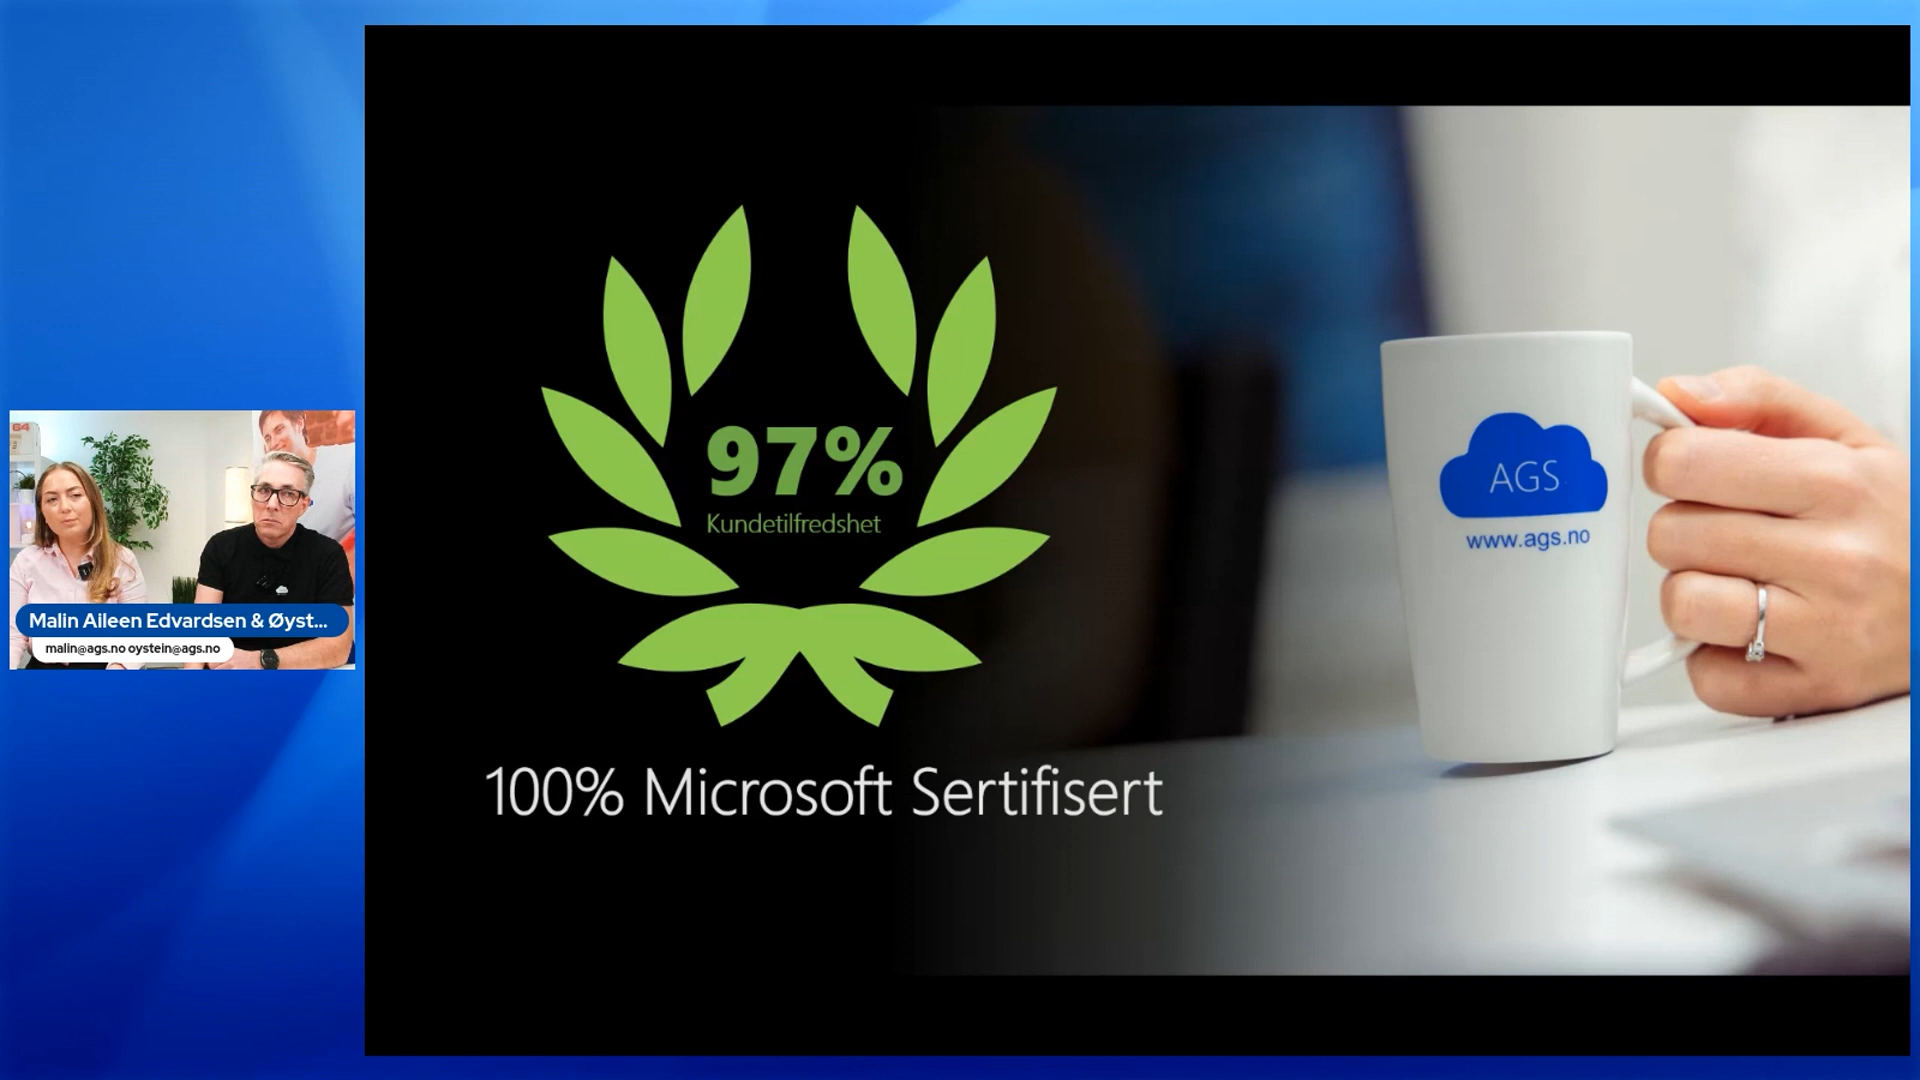 64
Malin Aileen Edvardsen & Øyst...
malin@ags.no oystein@ags.no
97%
Kundetilfredshet
100% Microsoft Sertifisert
AGS
www.ags.no